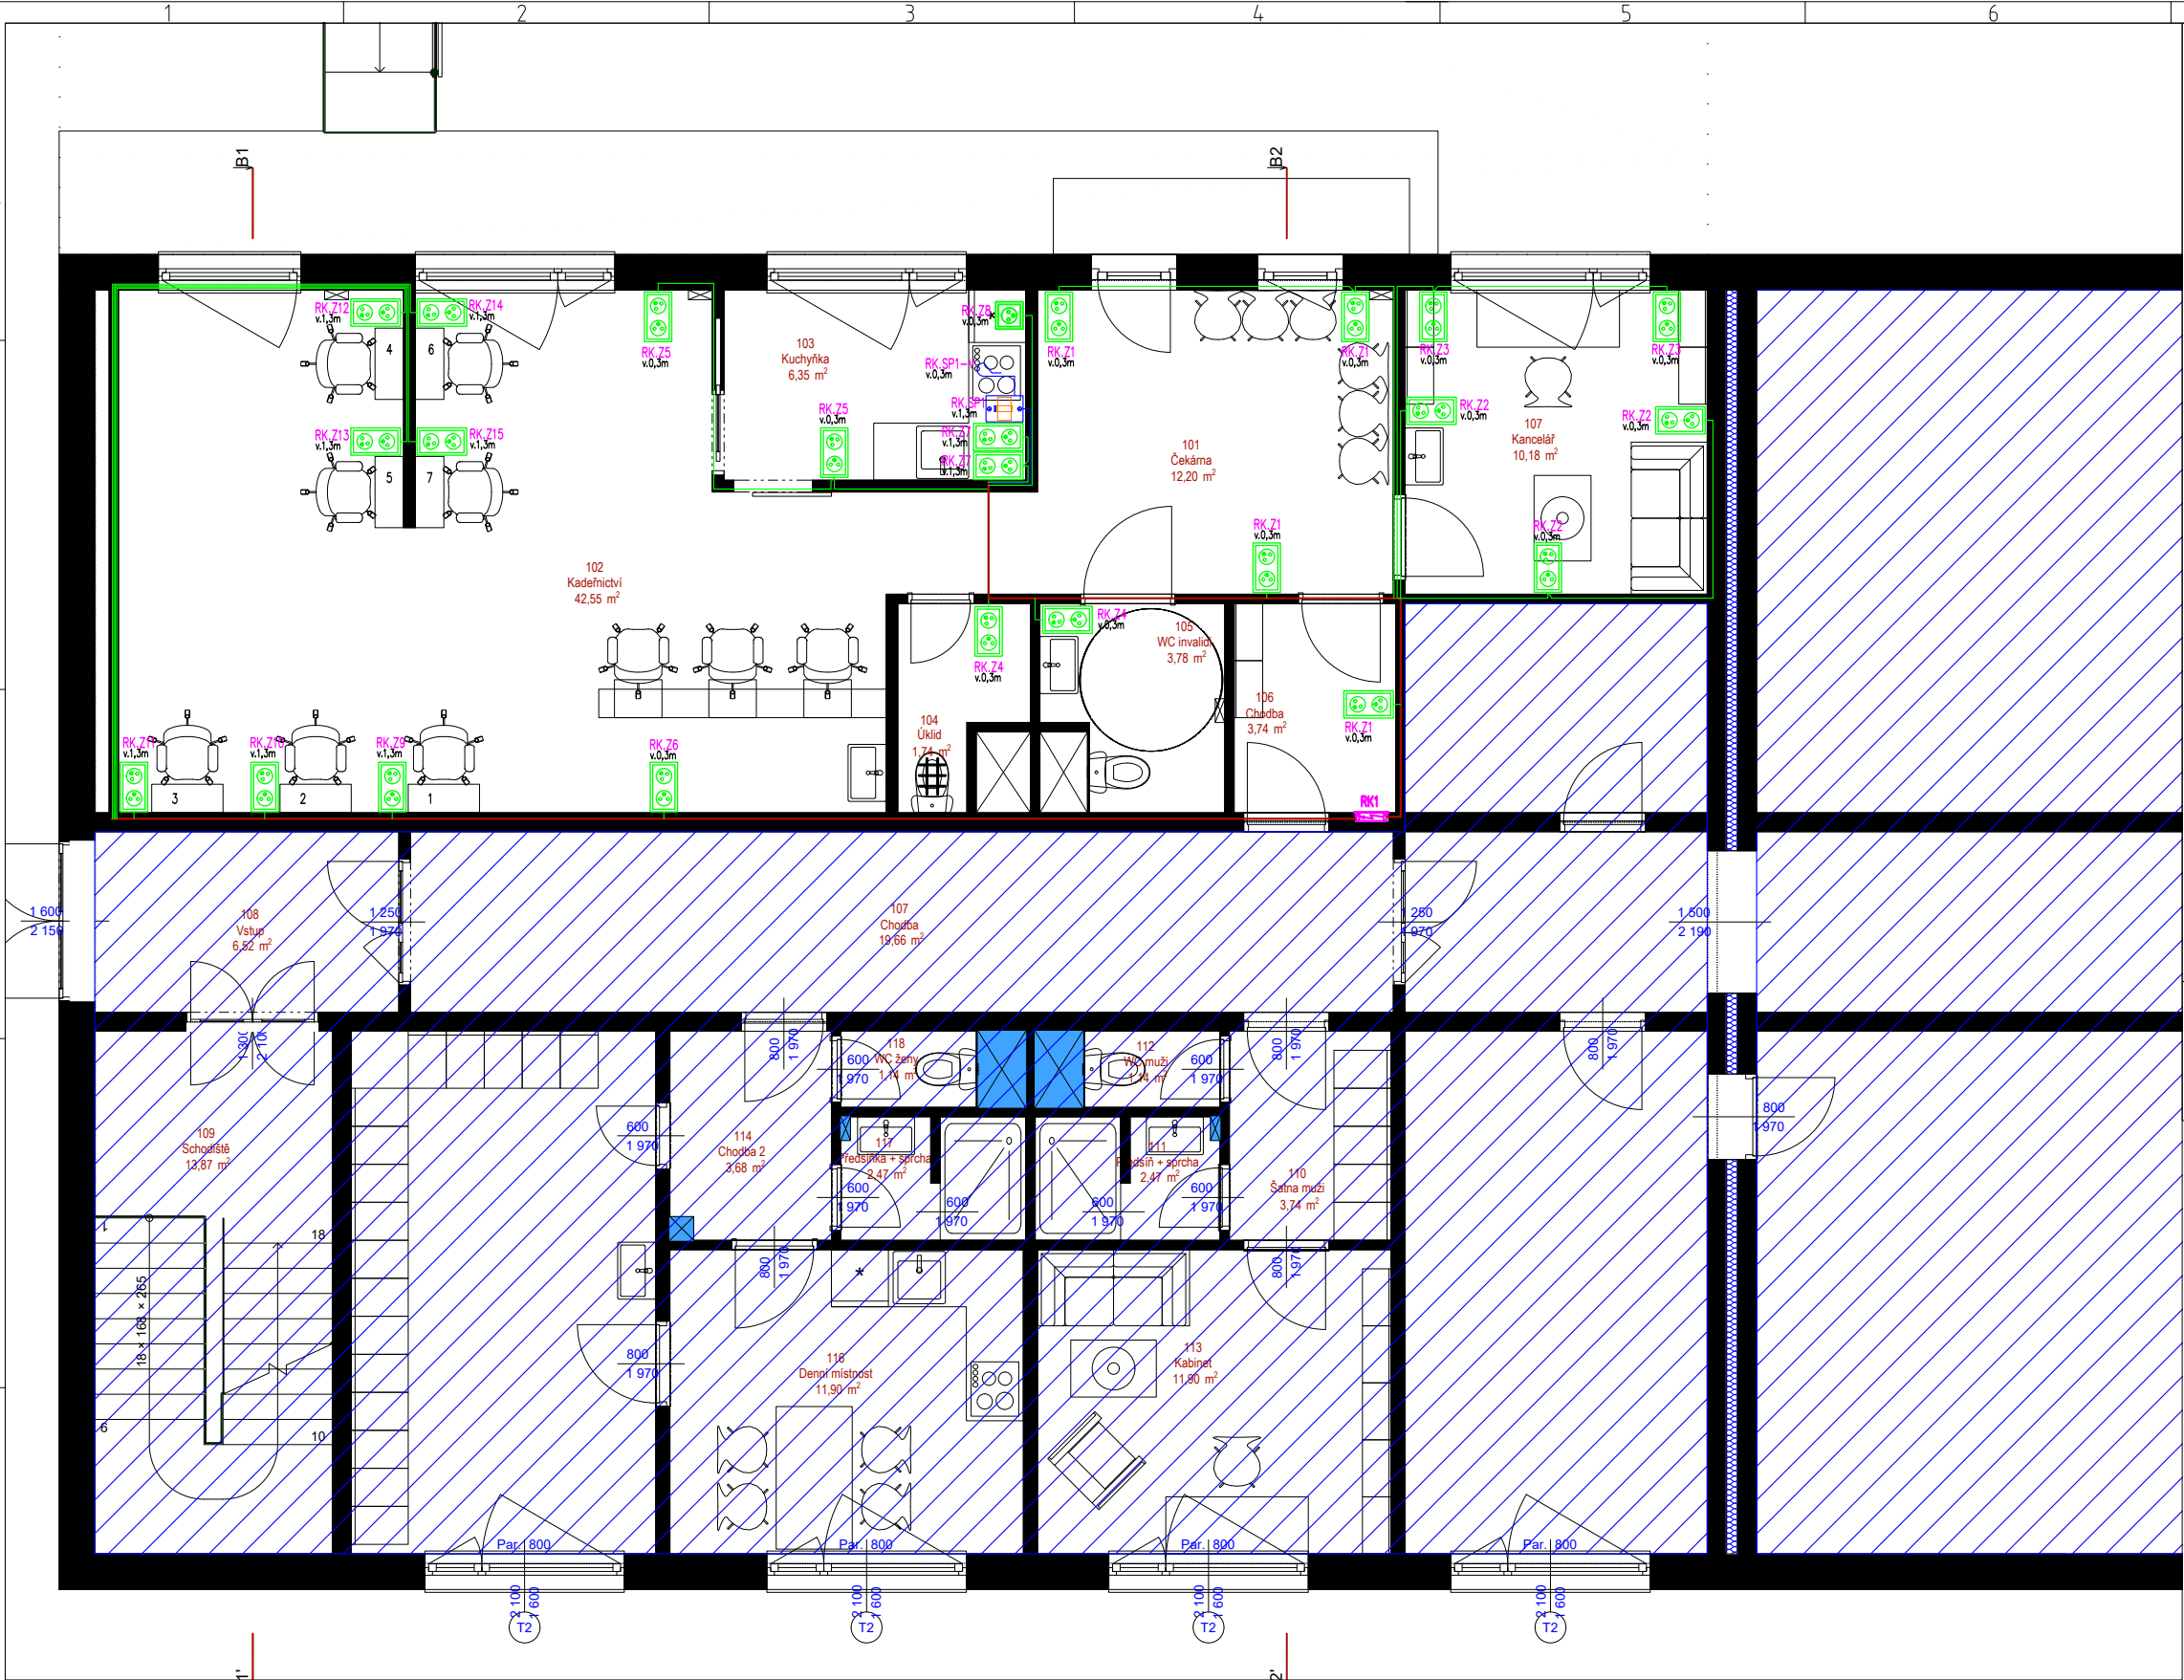 1
2
3
4
5
6
B1
B2
RK.Z12
v.1,3m
RK.Z14
v.1,3m
4
6
RK.Z5
v.0,3m
103
Kuchyňka
6,35 m²
RK.Z8
v.0,3m
RK.SP1-V
v.0,3m
RK.SP1
v.1,3m
RK.Z5
v.0,3m
RK.Z7
v.1,3m
RK.Z7
v.1,3m
RK.Z1
v.0,3m
RK.Z1
v.0,3m
RK.Z3
v.0,3m
RK.Z3
v.0,3m
RK.Z2
v.0,3m
RK.Z2
v.0,3m
107
Kancelář
10,18 m²
RK.Z13
v.1,3m
RK.Z15
v.1,3m
5
7
101
Čekárna
12,20 m²
RK.Z1
v.0,3m
RK.Z2
v.0,3m
102
Kadeřnictví
42,55 m²
RK.Z4
v.0,3m
RK.Z4
v.0,3m
105
WC invalidi
3,78 m²
106
Chodba
3,74 m²
RK.Z1
v.0,3m
104
Úklid
1,74 m²
RK.Z11
v.1,3m
RK.Z10
v.1,3m
RK.Z9
v.1,3m
RK.Z6
v.0,3m
3
2
1
RK1
1 600
2 150
108
Vstup
6,52 m²
1 250
1 970
107
Chodba
19,66 m²
1 250
1 970
1 500
2 190
1 300
2 100
800
1 970
600
1 970
118
WC ženy
1,14 m²
112
WC muži
1,14 m²
600
1 970
800
1 970
800
1 970
800
1 970
109
Schodiště
13,87 m²
600
1 970
114
Chodba 2
3,68 m²
117
Předsíňka + sprcha
2,47 m²
600
1 970
600
1 970
111
Předsíň + sprcha
2,47 m²
600
1 970
600
1 970
110
Šatna muži
3,74 m²
1
18
18 × 168 × 265
9
10
800
1 970
800
1 970
*
800
1 970
116
Denní místnost
11,90 m²
113
Kabinet
11,90 m²
Par. 800
Par. 800
Par. 800
Par. 800
2 100
1 600
T2
2 100
1 600
T2
2 100
1 600
T2
2 100
1 600
T2
1'
2'